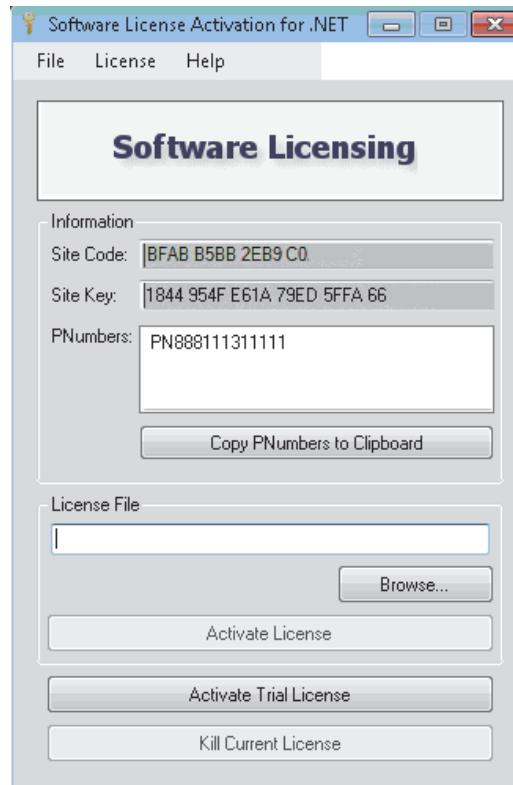 Software License Activation for .NET
File License Help
Software Licensing
Information
Site Code: BFAB B5BB 2EB9 C0
Site Key: 1844 954F E61A 79ED 5FFA 66
PNumbers: PN888111311111
Copy PNumbers to Clipboard
License File
Browse...
Activate License
Activate Trial License
Kill Current License